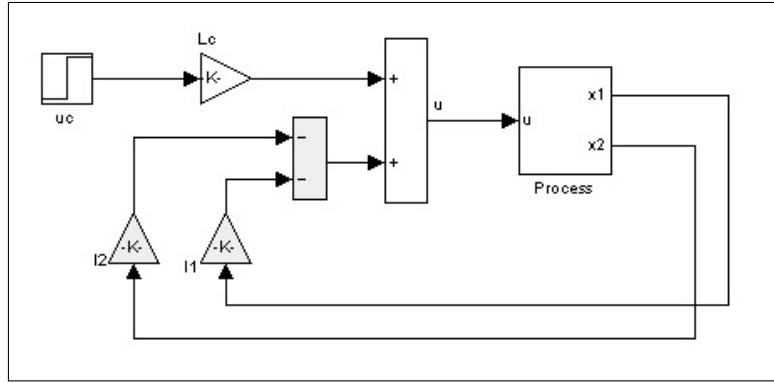 Lc
K-
uc
+
u
x1
u
x2
Process
−
−
+
l2
-K-
l1
-K-